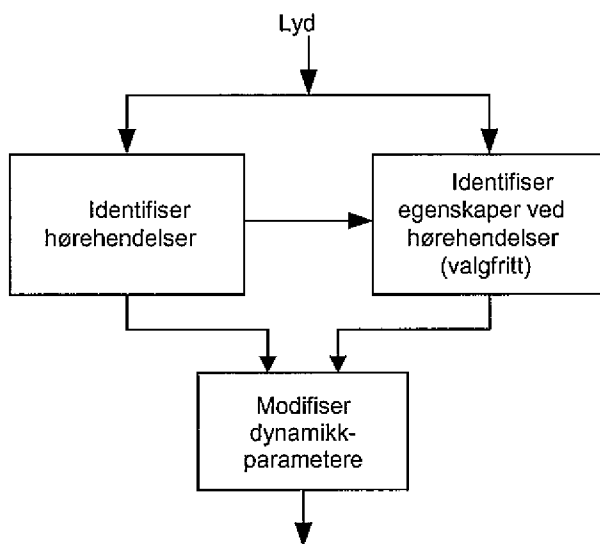 Lyd
Identifiser
hørehendelser
Identifiser
egenskaper ved
hørehendelser
(valgfritt)
Modifiser
dynamikk-
parametere